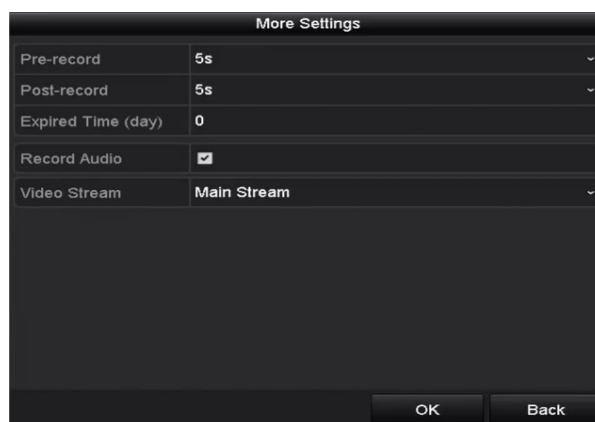 More Settings
Pre-record 5s
Post-record 5s
Expired Time (day) 0
Record Audio
Video Stream Main Stream
OK Back